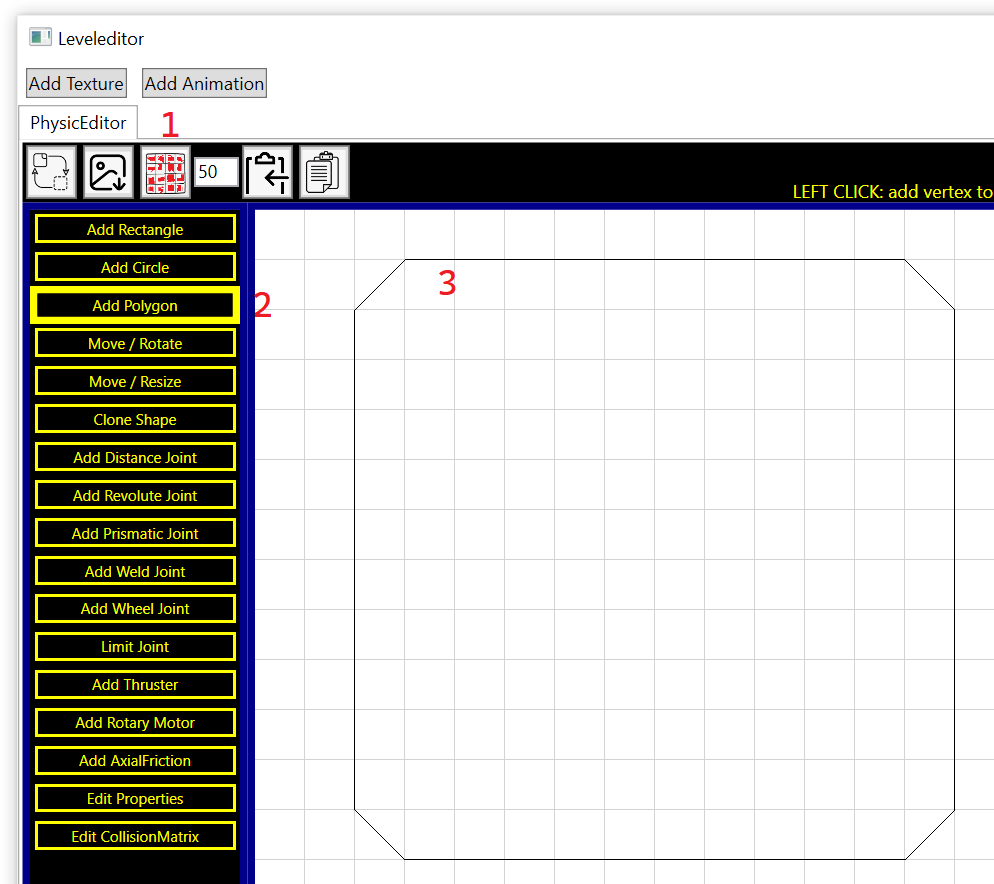 Leveleditor
Add Texture
Add Animation
PhysicEditor
1
50
LEFT CLICK: add vertex to
Add Rectangle
Add Circle
Add Polygon
2
3
Move / Rotate
Move / Resize
Clone Shape
Add Distance Joint
Add Revolute Joint
Add Prismatic Joint
Add Weld Joint
Add Wheel Joint
Limit Joint
Add Thruster
Add Rotary Motor
Add AxialFriction
Edit Properties
Edit CollisionMatrix